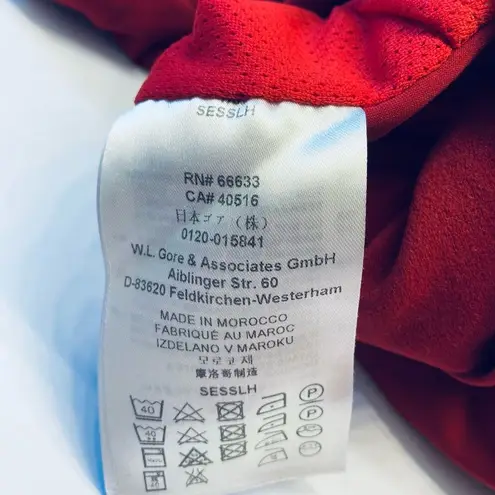 SESSLH
RN# 66633
CA# 40516
日本ゴア（株）
0120-015841
W.L. Gore & Associates GmbH
Aiblinger Str. 60
D-83620 Feldkirchen-Westerham
MADE IN MOROCCO
FABRIQUÉ AU MAROC
IZDELANO V MAROKU
모로코 제
摩洛哥制造
SESSLH
40 P
40 P